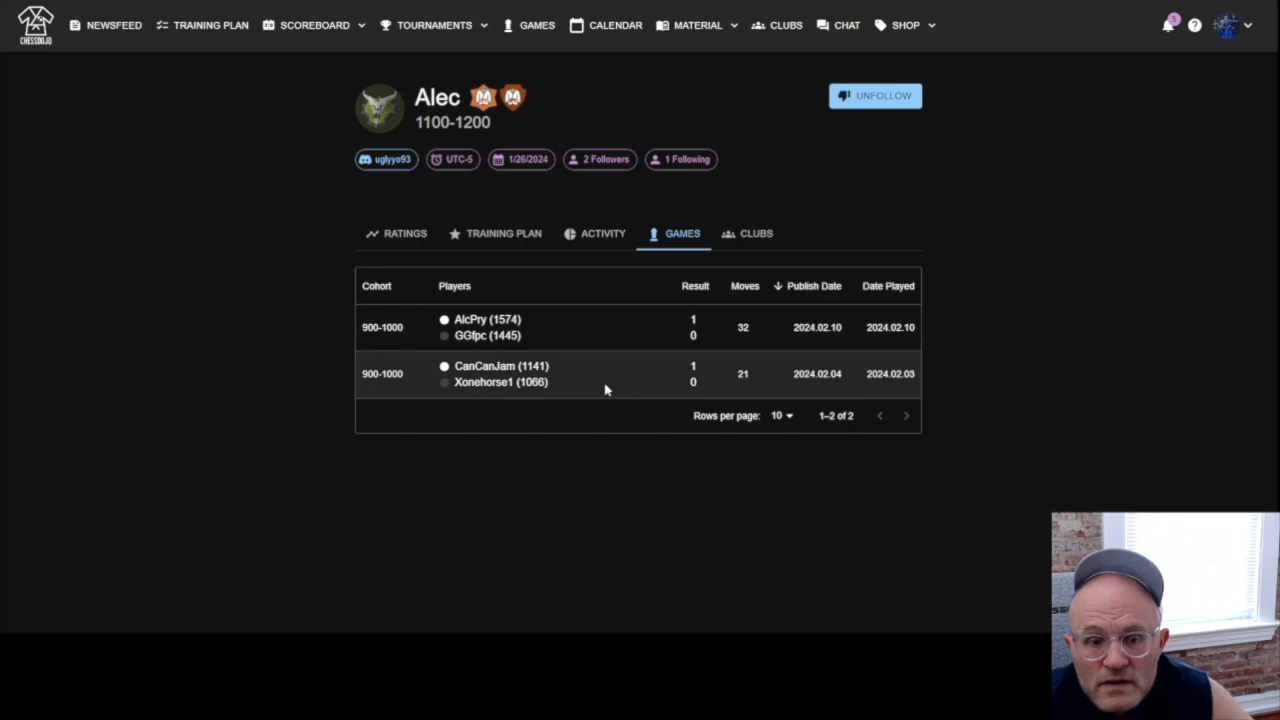 CHESSDOJO NEWSFEED TRAINING PLAN SCOREBOARD TOURNAMENTS GAMES CALENDAR MATERIAL CLUBS CHAT SHOP 5
Alec
1100-1200
UNFOLLOW
uglyyo93 UTC-5 1/26/2024 2 Followers 1 Following
RATINGS TRAINING PLAN ACTIVITY GAMES CLUBS
Cohort Players Result Moves Publish Date Date Played
900-1000 AlcPry (1574) 1 32 2024.02.10 2024.02.10
GGfpc (1445) 0
900-1000 CanCanJam (1141) 1 21 2024.02.04 2024.02.03
Xonehorse1 (1066) 0
Rows per page: 10 1–2 of 2